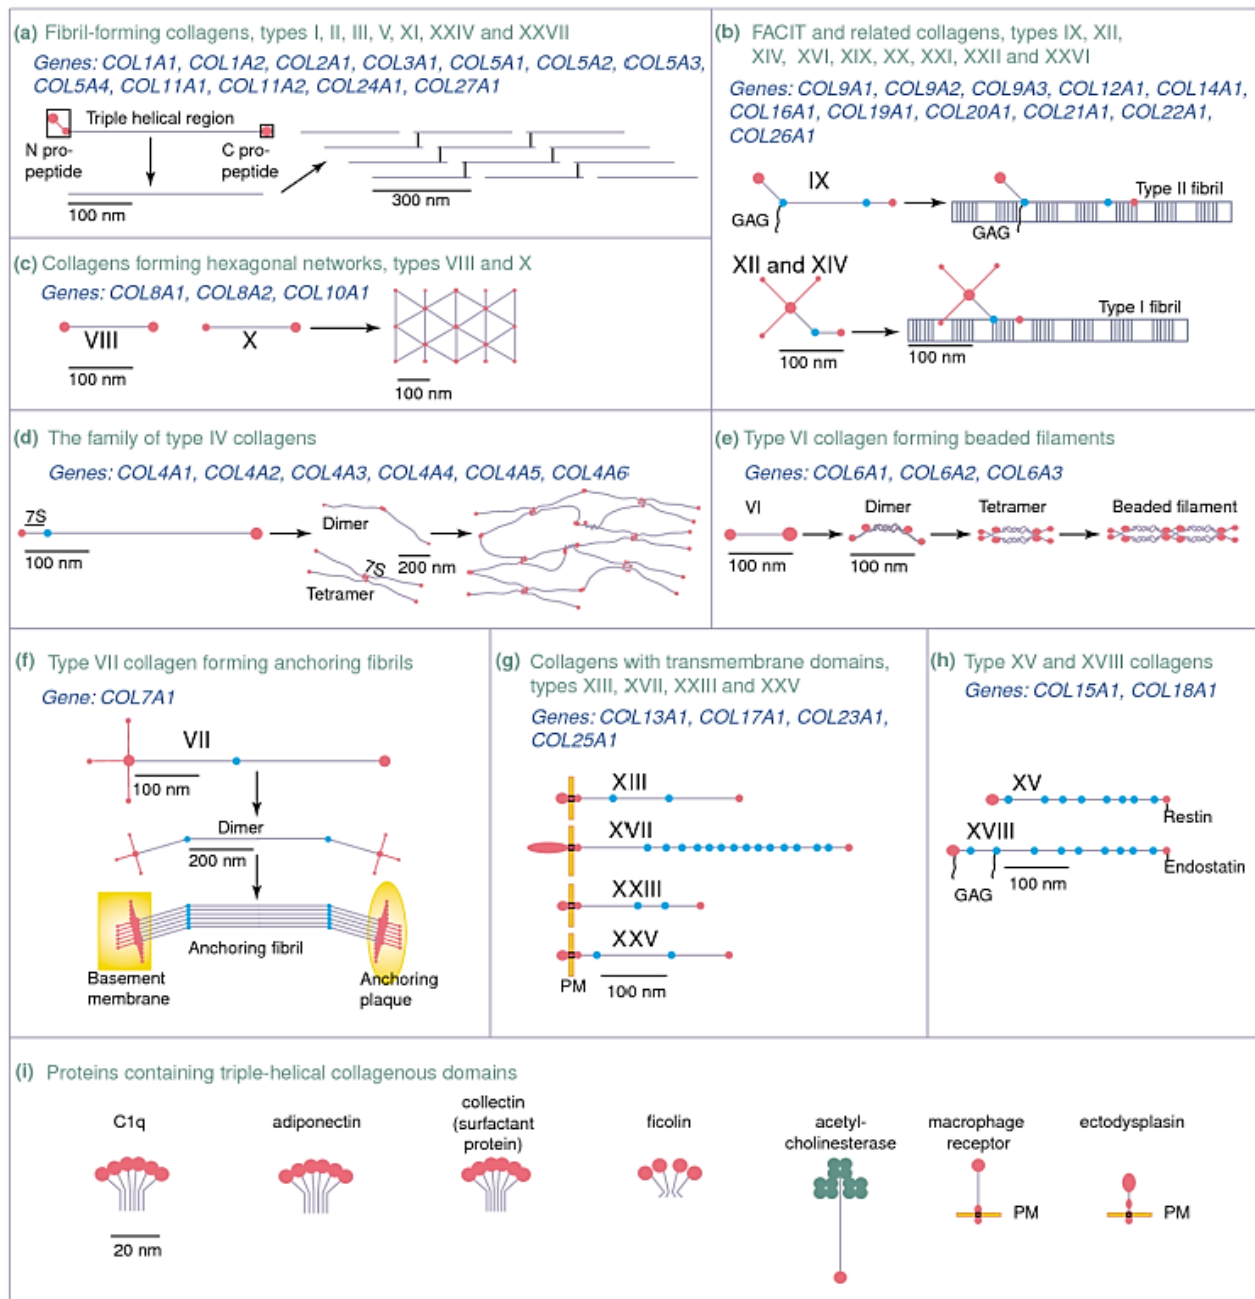 (a) Fibril-forming collagens, types I, II, III, V, XI, XXIV and XXVII
Genes: COL1A1, COL1A2, COL2A1, COL3A1, COL5A1, COL5A2, COL5A3,
COL5A4, COL11A1, COL11A2, COL24A1, COL27A1
Triple helical region
N pro-
peptide
C pro-
peptide
100 nm
300 nm
(b) FACIT and related collagens, types IX, XII,
XIV, XVI, XIX, XX, XXI, XXII and XXVI
Genes: COL9A1, COL9A2, COL9A3, COL12A1, COL14A1,
COL16A1, COL19A1, COL20A1, COL21A1, COL22A1,
COL26A1
IX
GAG
Type II fibril
GAG
XII and XIV
Type I fibril
100 nm
100 nm
(c) Collagens forming hexagonal networks, types VIII and X
Genes: COL8A1, COL8A2, COL10A1
VIII
X
100 nm
100 nm
(d) The family of type IV collagens
Genes: COL4A1, COL4A2, COL4A3, COL4A4, COL4A5, COL4A6
7S
100 nm
Dimer
7S
200 nm
Tetramer
(e) Type VI collagen forming beaded filaments
Genes: COL6A1, COL6A2, COL6A3
VI
Dimer
Tetramer
Beaded filament
100 nm
100 nm
(f) Type VII collagen forming anchoring fibrils
Gene: COL7A1
VII
100 nm
Dimer
200 nm
Anchoring fibril
Basement
membrane
Anchoring
plaque
(g) Collagens with transmembrane domains,
types XIII, XVII, XXIII and XXV
Genes: COL13A1, COL17A1, COL23A1,
COL25A1
XIII
XVII
XXIII
XXV
PM
100 nm
(h) Type XV and XVIII collagens
Genes: COL15A1, COL18A1
XV
Restin
XVIII
Endostatin
GAG
100 nm
(i) Proteins containing triple-helical collagenous domains
C1q
adiponectin
collectin
(surfactant
protein)
ficolin
acetyl-
cholinesterase
macrophage
receptor
ectodysplasin
PM
PM
20 nm